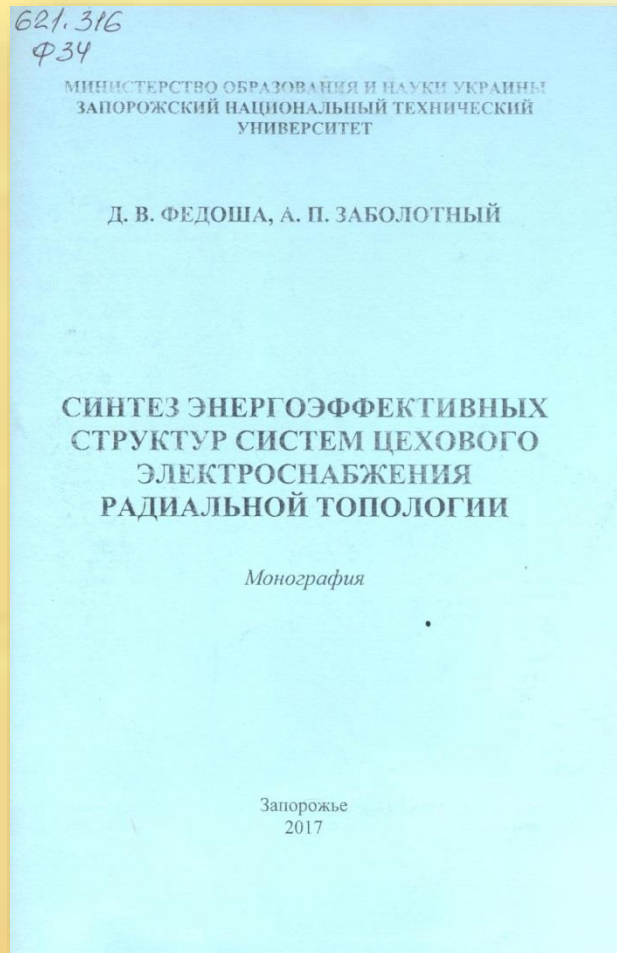 621.316
Ф34
МИНИСТЕРСТВО ОБРАЗОВАНИЯ И НАУКИ УКРАИНЫ
ЗАПОРОЖСКИЙ НАЦИОНАЛЬНЫЙ ТЕХНИЧЕСКИЙ
УНИВЕРСИТЕТ
Д. В. ФЕДОША, А. П. ЗАБОЛОТНЫЙ
СИНТЕЗ ЭНЕРГОЭФФЕКТИВНЫХ
СТРУКТУР СИСТЕМ ЦЕХОВОГО
ЭЛЕКТРОСНАБЖЕНИЯ
РАДИАЛЬНОЙ ТОПОЛОГИИ
Монография
Запорожье
2017